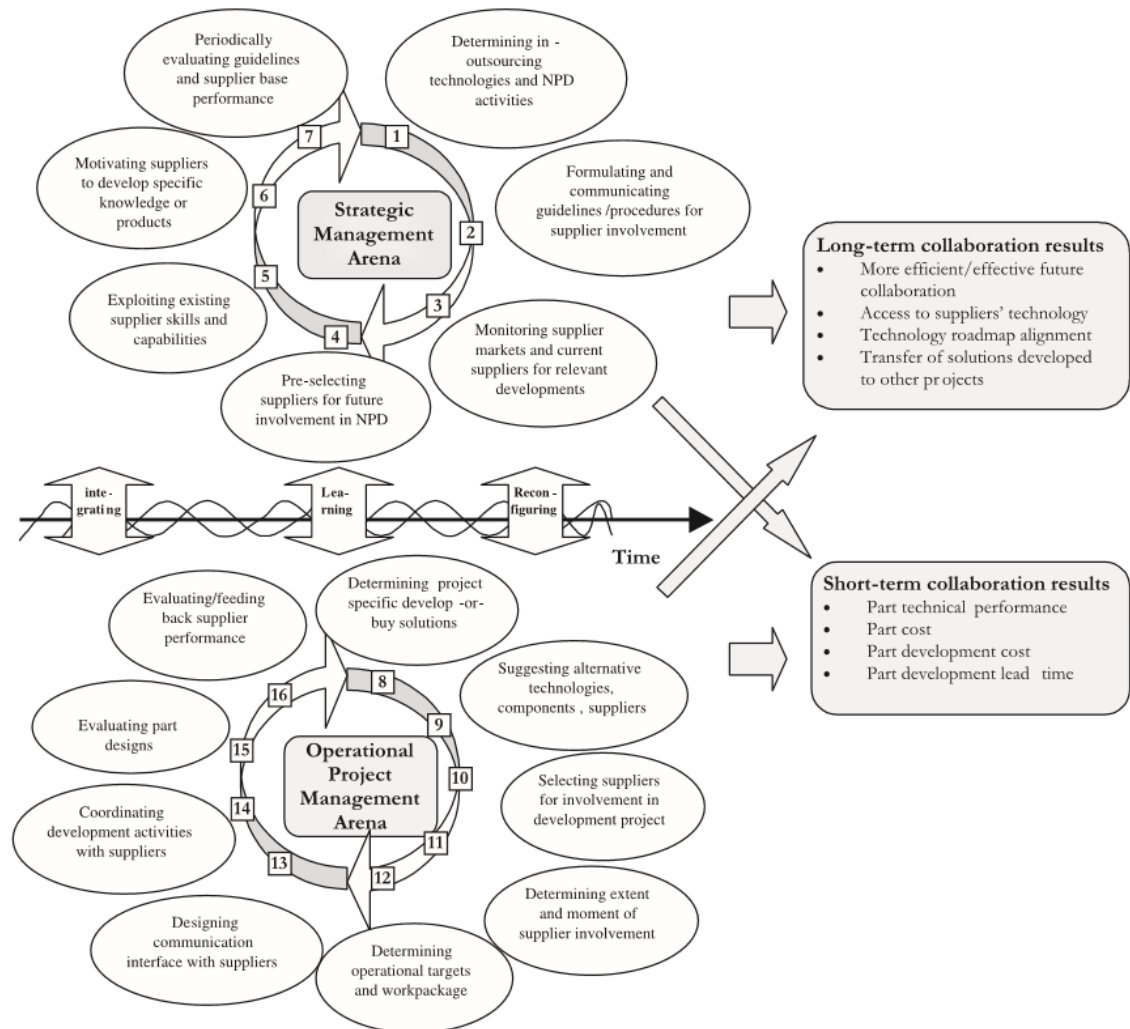 Periodically
evaluating guidelines
and supplier base
performance
Determining in -
outsourcing
technologies and NPD
activities
7
1
Motivating suppliers
to develop specific
knowledge or
products
6
Strategic
Management
Arena
2
Formulating and
communicating
guidelines /procedures for
supplier involvement
5
3
Exploiting existing
supplier skills and
capabilities
4
Monitoring supplier
markets and current
suppliers for relevant
developments
Pre-selecting
suppliers for future
involvement in NPD
Long-term collaboration results
• More efficient/effective future
collaboration
• Access to suppliers' technology
• Technology roadmap alignment
• Transfer of solutions developed
to other projects
inte-
grating
Lea-
rning
Recon-
figuring
Time
Evaluating/feeding
back supplier
performance
Determining project
specific develop -or-
buy solutions
16
8
Suggesting alternative
technologies,
components , suppliers
9
Evaluating part
designs
15
Operational
Project
Management
Arena
10
Selecting suppliers
for involvement in
development project
14
11
Coordinating
development activities
with suppliers
13
12
Determining extent
and moment of
supplier involvement
Designing
communication
interface with suppliers
Determining
operational targets
and workpackage
Short-term collaboration results
• Part technical performance
• Part cost
• Part development cost
• Part development lead time